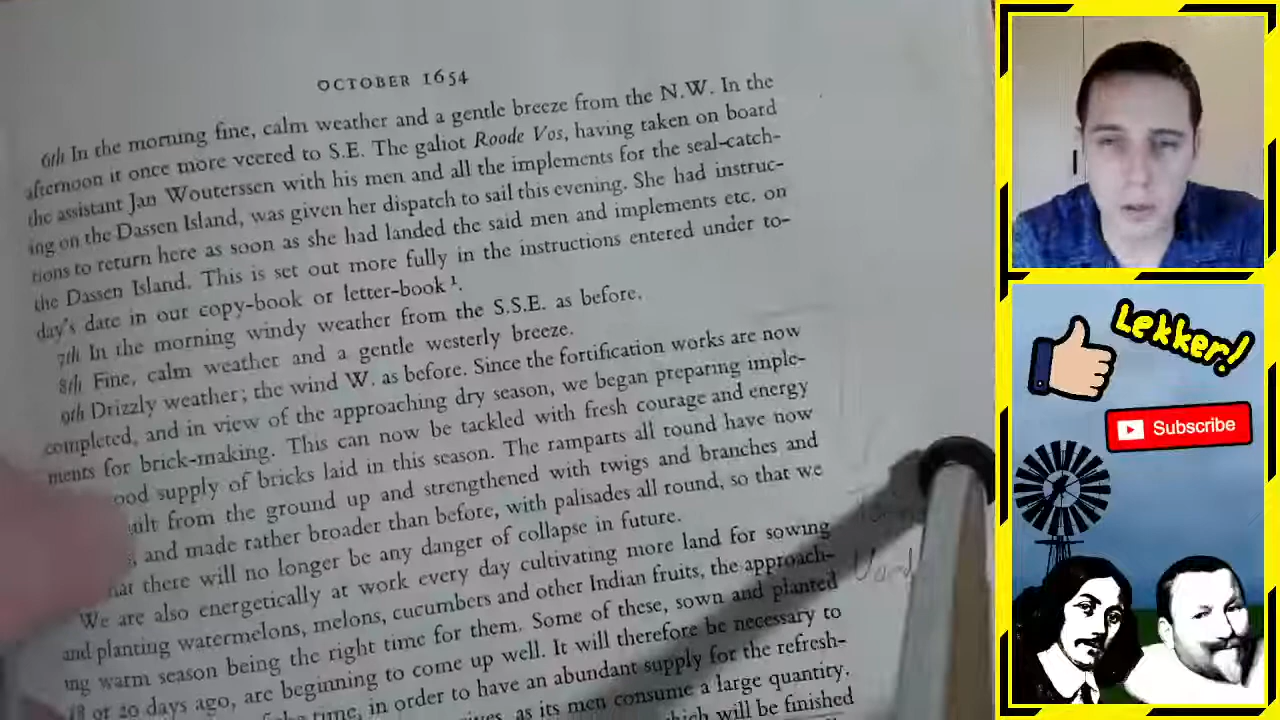 OCTOBER 1654
6th In the morning fine, calm weather and a gentle breeze from the N.W. In the
afternoon it once more veered to S.E. The galiot Roode Vos, having taken on board
the assistant Jan Wouterssen with his men and all the implements for the seal-catch-
ing on the Dassen Island, was given her dispatch to sail this evening. She had instruc-
tions to return here as soon as she had landed the said men and implements etc. on
the Dassen Island. This is set out more fully in the instructions entered under to-
day's date in our copy-book or letter-book 1.
7th In the morning windy weather from the S.S.E. as before.
8th Fine, calm weather and a gentle westerly breeze.
9th Drizzly weather; the wind W. as before. Since the fortification works are now
completed, and in view of the approaching dry season, we began preparing imple-
ments for brick-making. This can now be tackled with fresh courage and energy
ood supply of bricks laid in this season. The ramparts all round have now
uilt from the ground up and strengthened with twigs and branches and
and made rather broader than before, with palisades all round, so that we
hat there will no longer be any danger of collapse in future.
We are also energetically at work every day cultivating more land for sowing
and planting watermelons, melons, cucumbers and other Indian fruits, the approach-
ing warm season being the right time for them. Some of these, sown and planted
18 or 20 days ago, are beginning to come up well. It will therefore be necessary to
time, in order to have an abundant supply for the refresh-
as its men consume a large quantity.
which will be finished
Lekker!
Subscribe